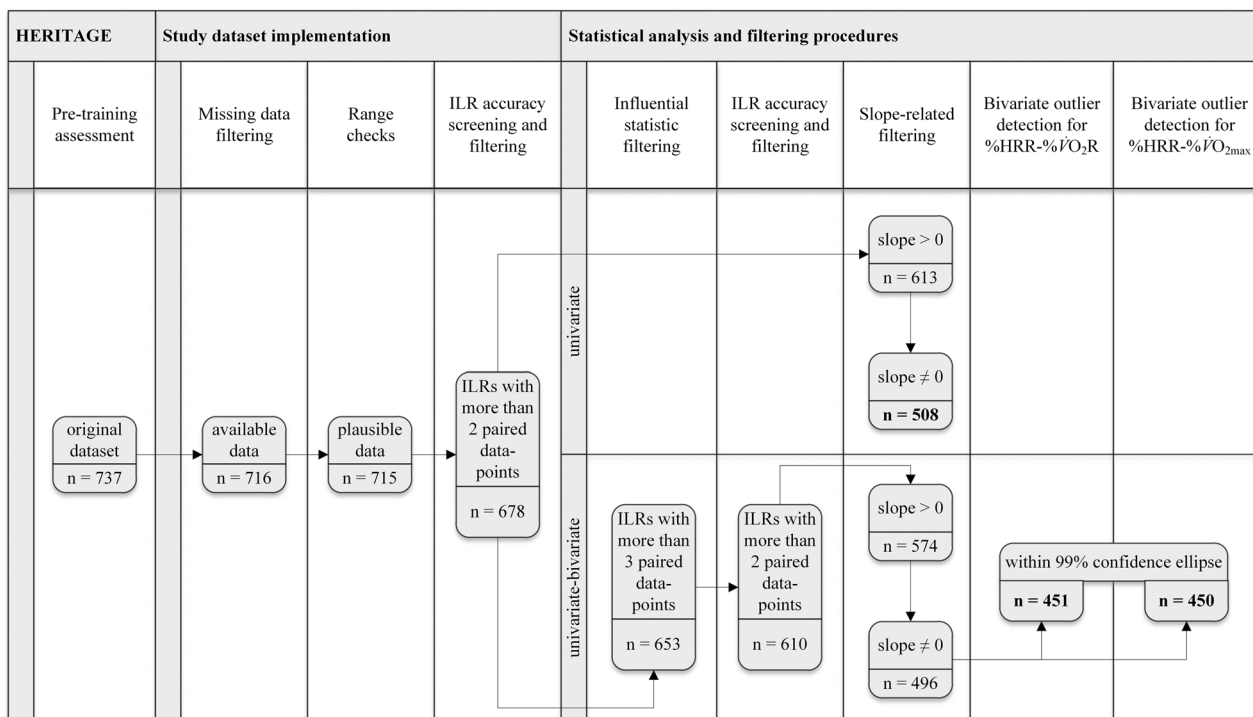 HERITAGE
Study dataset implementation
Statistical analysis and filtering procedures
Pre-training
assessment
Missing data
filtering
Range
checks
ILR accuracy
screening and
filtering
Influential
statistic
filtering
ILR accuracy
screening and
filtering
Slope-related
filtering
Bivariate outlier
detection for
%HRR-%V̇O₂R
Bivariate outlier
detection for
%HRR-%V̇O₂max
univariate
slope > 0
n = 613
slope ≠ 0
n = 508
original
dataset
n = 737
available
data
n = 716
plausible
data
n = 715
ILRs with
more than
2 paired
data-
points
n = 678
univariate-bivariate
ILRs with
more than
3 paired
data-
points
n = 653
ILRs with
more than
2 paired
data-
points
n = 610
slope > 0
n = 574
slope ≠ 0
n = 496
within 99% confidence ellipse
n = 451
n = 450